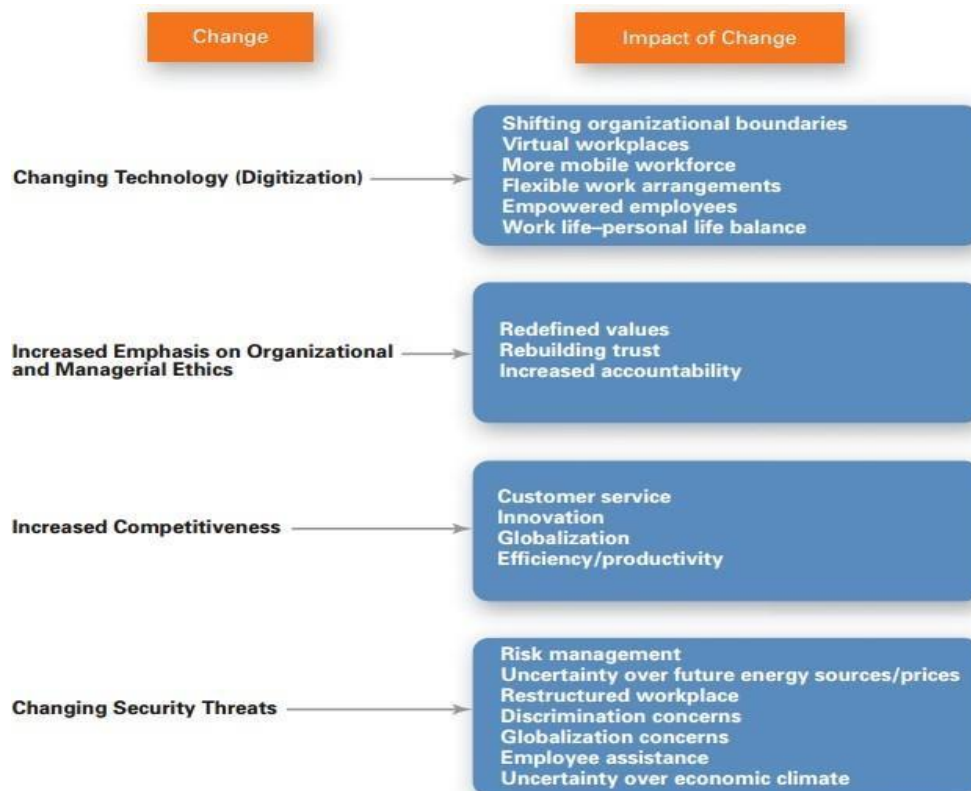 Change
Impact of Change
Changing Technology (Digitization)
Shifting organizational boundaries
Virtual workplaces
More mobile workforce
Flexible work arrangements
Empowered employees
Work life–personal life balance
Increased Emphasis on Organizational
and Managerial Ethics
Redefined values
Rebuilding trust
Increased accountability
Increased Competitiveness
Customer service
Innovation
Globalization
Efficiency/productivity
Changing Security Threats
Risk management
Uncertainty over future energy sources/prices
Restructured workplace
Discrimination concerns
Globalization concerns
Employee assistance
Uncertainty over economic climate